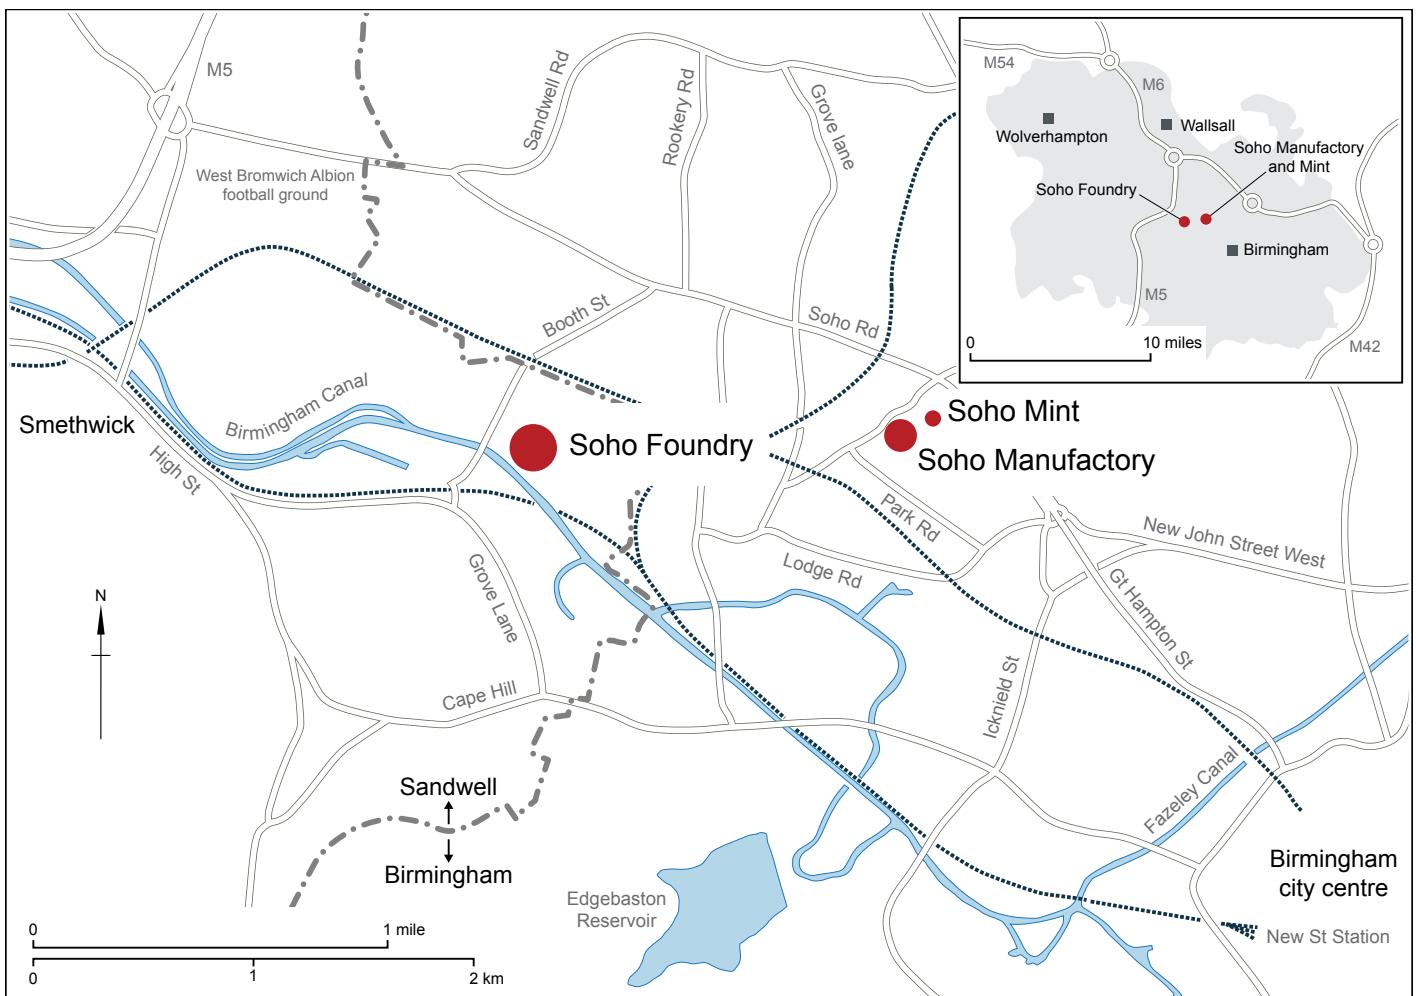 M5
Sandwell Rd
Rookery Rd
Grove lane
West Bromwich Albion
football ground
Booth St
Soho Rd
Birmingham Canal
Smethwick
High St
Soho Foundry
Soho Mint
Soho Manufactory
Park Rd
New John Street West
Lodge Rd
Grove Lane
Gt Hampton St
Icknield St
Cape Hill
N
Sandwell
Birmingham
Fazeley Canal
Edgebaston
Reservoir
Birmingham
city centre
New St Station
0
1 mile
0
1
2 km
M54
M6
Wolverhampton
Wallsall
Soho Manufactory
and Mint
Soho Foundry
Birmingham
M5
M42
0
10 miles